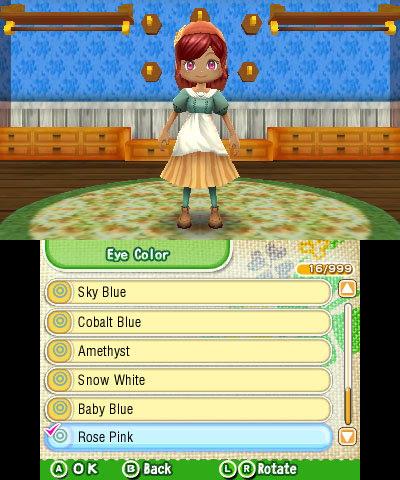 Eye Color
16/999
Sky Blue
Cobalt Blue
Amethyst
Snow White
Baby Blue
Rose Pink
A OK B Back L R Rotate